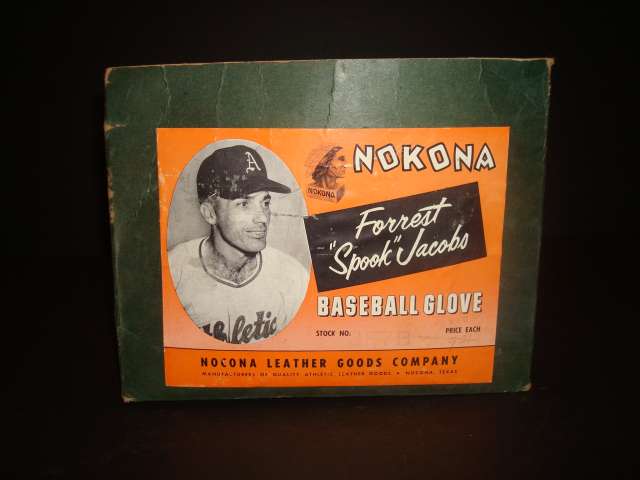 A
NOKONA
NOKONA
Forrest
"Spook" Jacobs
BASEBALL GLOVE
Athletic
STOCK NO.
PRICE EACH
NOCONA LEATHER GOODS COMPANY
MANUFACTURERS OF QUALITY ATHLETIC LEATHER GOODS • NOCONA, TEXAS